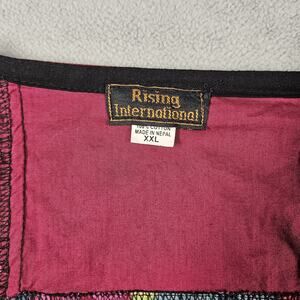 Rising
International
100% COTTON
MADE IN NEPAL
XXL